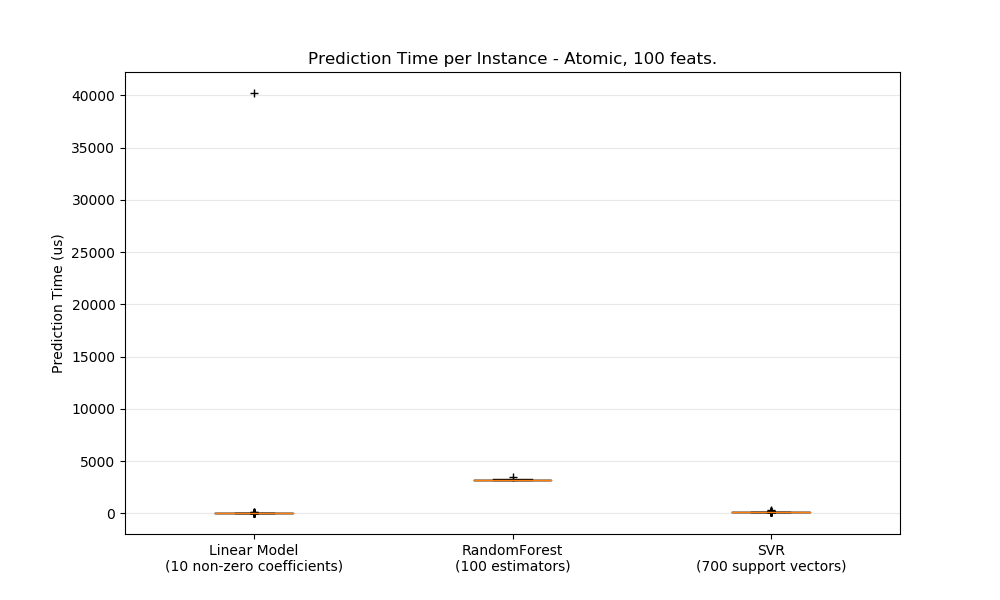 Prediction Time per Instance - Atomic, 100 feats.
Prediction Time (us)
40000
35000
30000
25000
20000
15000
10000
5000
0
Linear Model
(10 non-zero coefficients)
RandomForest
(100 estimators)
SVR
(700 support vectors)